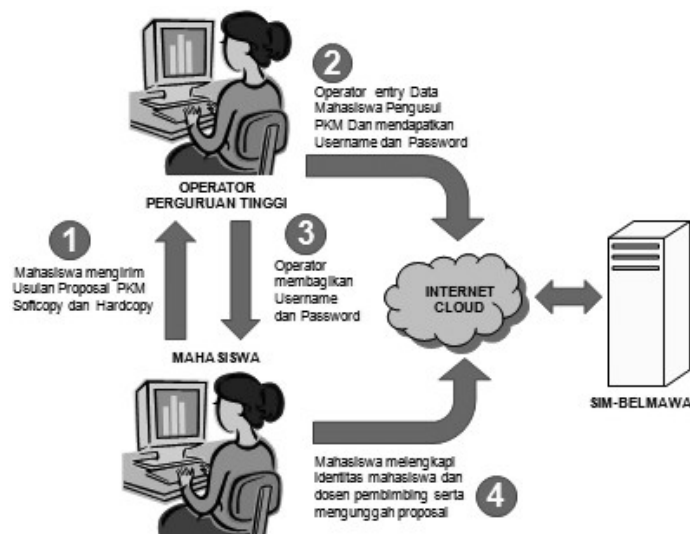 2
Operator entry Data
Mahasiswa Pengusul
PKM Dan mendapatkan
Username dan Password
OPERATOR
PERGURUAN TINGGI
1
Mahasiswa mengirim
Usulan Proposal PKM
Softcopy dan Hardcopy
3
Operator
membagikan
Username
dan Password
INTERNET
CLOUD
SIM-BELMAWA
MAHASISWA
Mahasiswa melengkapi
identitas mahasiswa dan
dosen pembimbing serta
mengunggah proposal
4